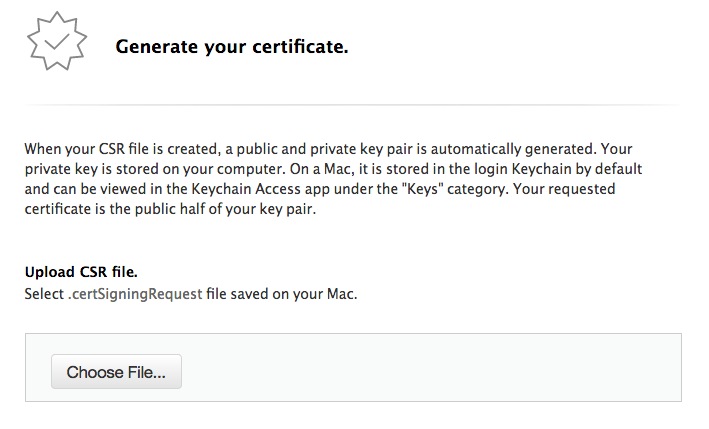 Generate your certificate.
When your CSR file is created, a public and private key pair is automatically generated. Your
private key is stored on your computer. On a Mac, it is stored in the login Keychain by default
and can be viewed in the Keychain Access app under the "Keys" category. Your requested
certificate is the public half of your key pair.
Upload CSR file.
Select .certSigningRequest file saved on your Mac.
Choose File...